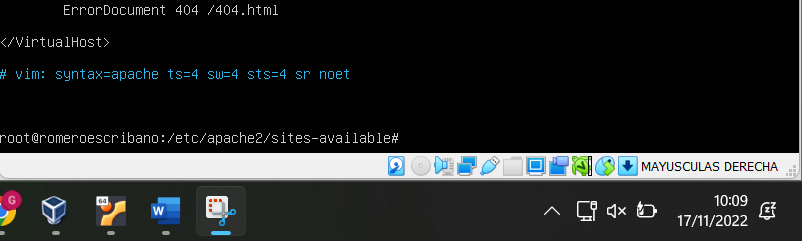 ErrorDocument 404 /404.html
</VirtualHost>
# vim: syntax=apache ts=4 sw=4 sts=4 sr noet
root@romeroescribano:/etc/apache2/sites-available#
MAYUSCULAS DERECHA
G
64
W
10:09
17/11/2022